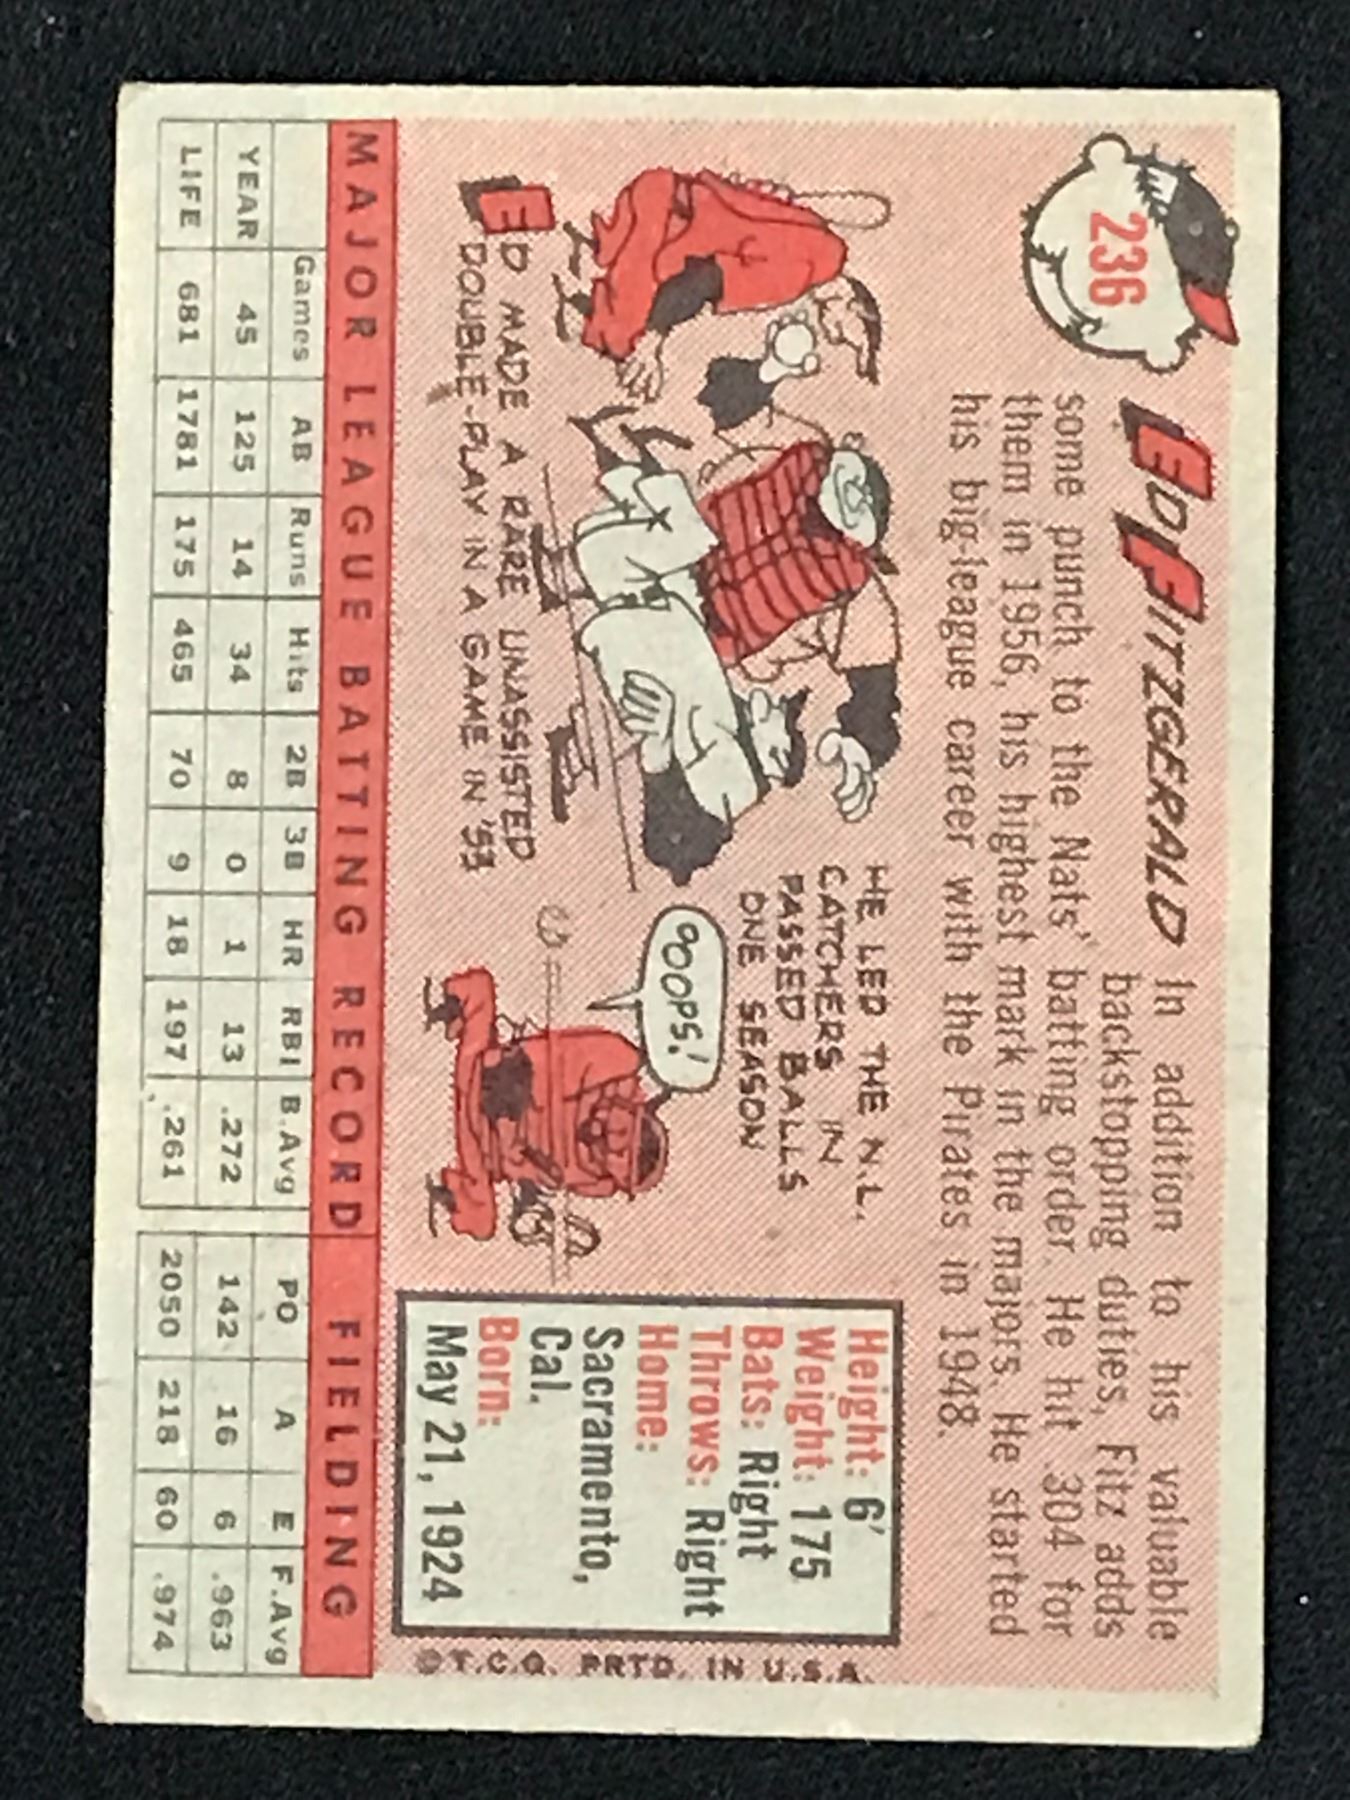 236
ED FITZGERALD In addition to his valuable
backstopping duties, Fitz adds
some punch to the Nats' batting order. He hit .304 for
them in 1956, his highest mark in the majors. He started
his big-league career with the Pirates in 1948.
ED MADE A RARE UNASSISTED
DOUBLE-PLAY IN A GAME IN '53
HE LED THE N.L.
CATCHERS IN
PASSED BALLS
ONE SEASON
OOOPS!
Height: 6'
Weight: 175
Bats: Right
Throws: Right
Home:
Sacramento,
Cal.
Born:
May 21, 1924
©T.C.G. PRTD. IN U.S.A.
MAJOR LEAGUE BATTING RECORD FIELDING
Games AB Runs Hits 2B 3B HR RBI B.Avg PO A E F.Avg
YEAR 45 125 14 34 8 0 1 13 .272 142 16 6 .963
LIFE 681 1781 175 465 70 9 18 197 .261 2050 218 60 .974